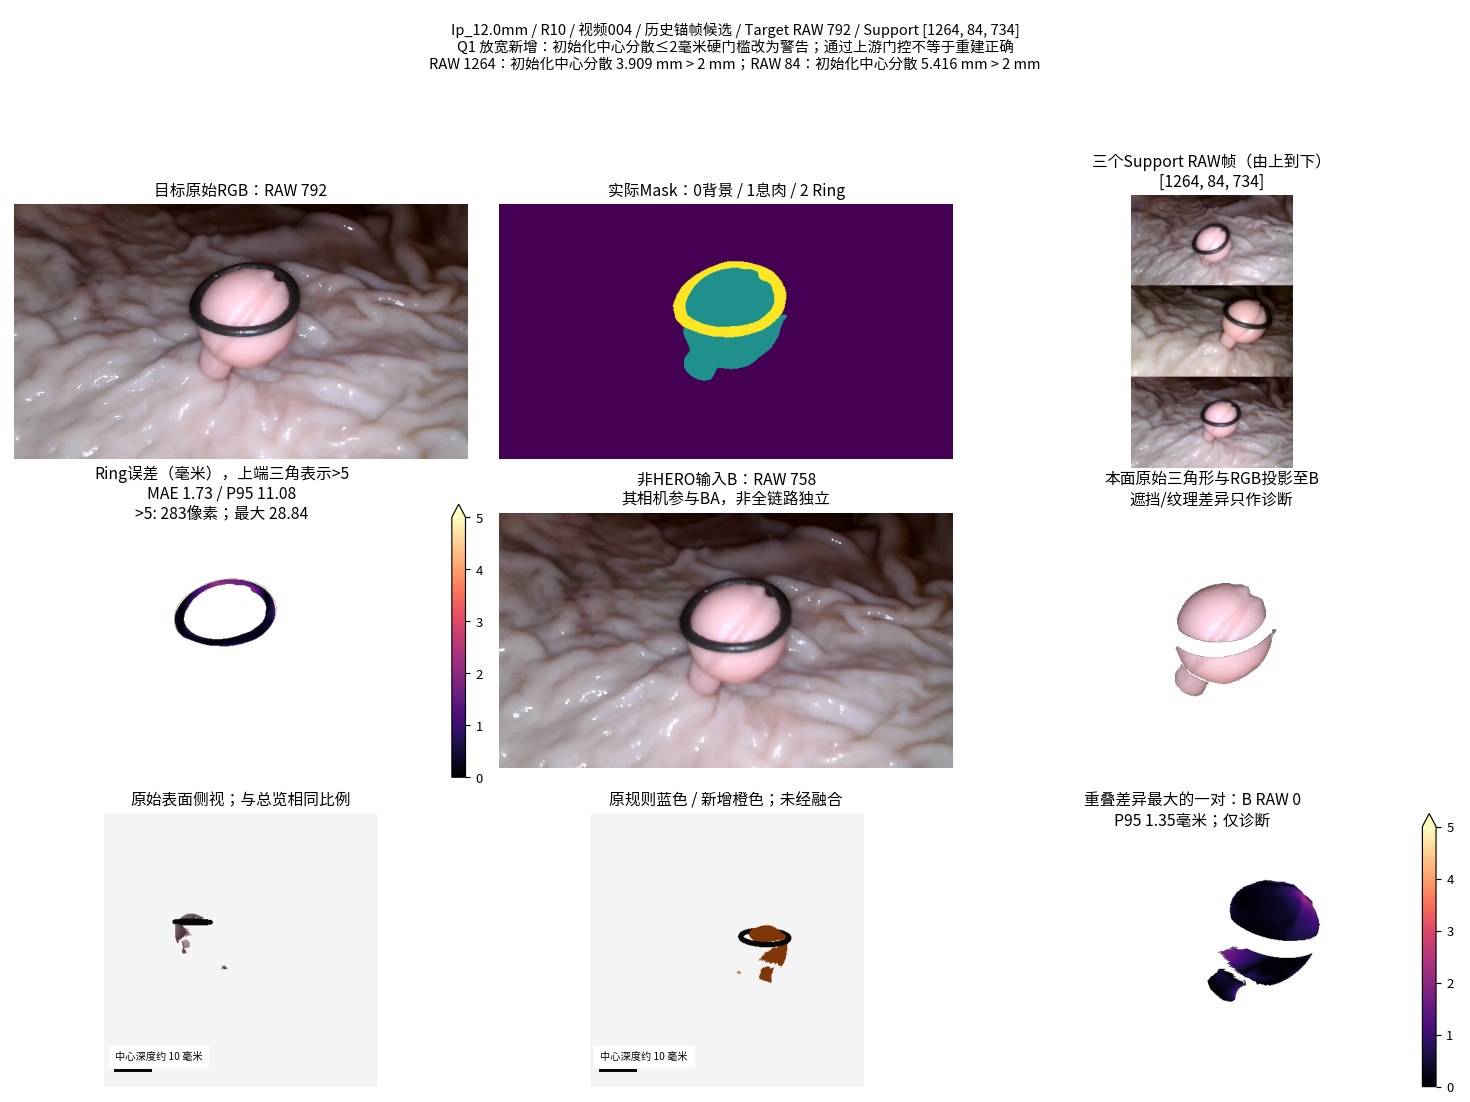 Ip_12.0mm / R10 / 视频004 / 历史锚帧候选 / Target RAW 792 / Support [1264, 84, 734]
Q1 放宽新增：初始化中心分散≤2毫米硬门槛改为警告；通过上游门控不等于重建正确
RAW 1264：初始化中心分散 3.909 mm > 2 mm；RAW 84：初始化中心分散 5.416 mm > 2 mm
目标原始RGB：RAW 792
实际Mask：0背景 / 1息肉 / 2 Ring
三个Support RAW帧（由上到下）
[1264, 84, 734]
Ring误差（毫米），上端三角表示>5
MAE 1.73 / P95 11.08
>5: 283像素；最大 28.84
5
4
3
2
1
0
非HERO输入B：RAW 758
其相机参与BA，非全链路独立
本面原始三角形与RGB投影至B
遮挡/纹理差异只作诊断
原始表面侧视；与总览相同比例
中心深度约 10 毫米
原规则蓝色 / 新增橙色；未经融合
中心深度约 10 毫米
重叠差异最大的一对：B RAW 0
P95 1.35毫米；仅诊断
5
4
3
2
1
0